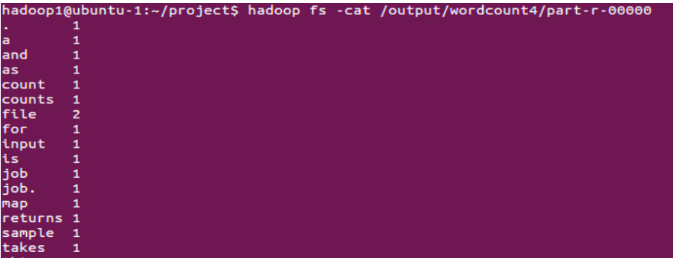 hadoop1@ubuntu-1:~/project$ hadoop fs -cat /output/wordcount4/part-r-00000
. 1
a 1
and 1
as 1
count 1
counts 1
file 2
for 1
input 1
is 1
job 1
job. 1
map 1
returns 1
sample 1
takes 1